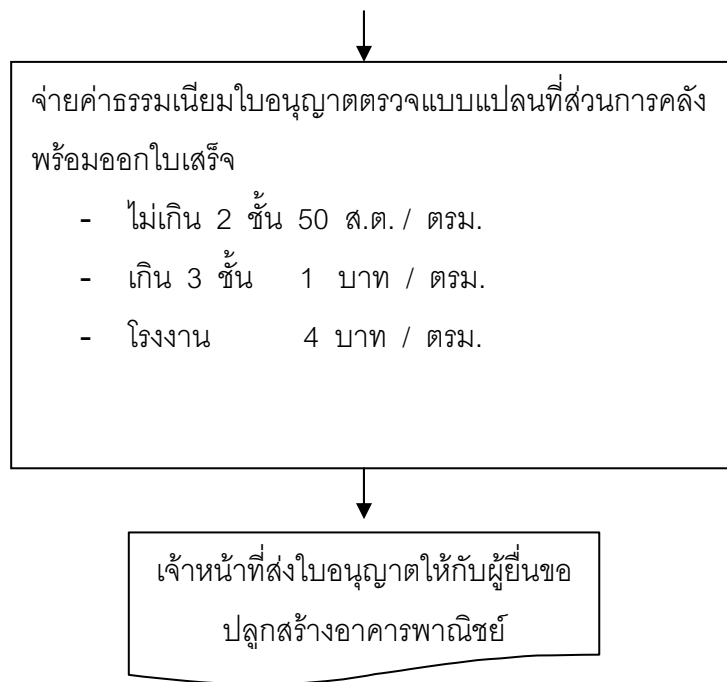 จ่ายค่าธรรมเนียมใบอนุญาตตรวจแบบแปลนที่ส่วนการคลัง
พร้อมออกใบเสร็จ
- ไม่เกิน 2 ชั้น 50 ส.ต. / ตรม.
- เกิน 3 ชั้น 1 บาท / ตรม.
- โรงงาน 4 บาท / ตรม.
เจ้าหน้าที่ส่งใบอนุญาตให้กับผู้ยื่นขอ
ปลูกสร้างอาคารพาณิชย์